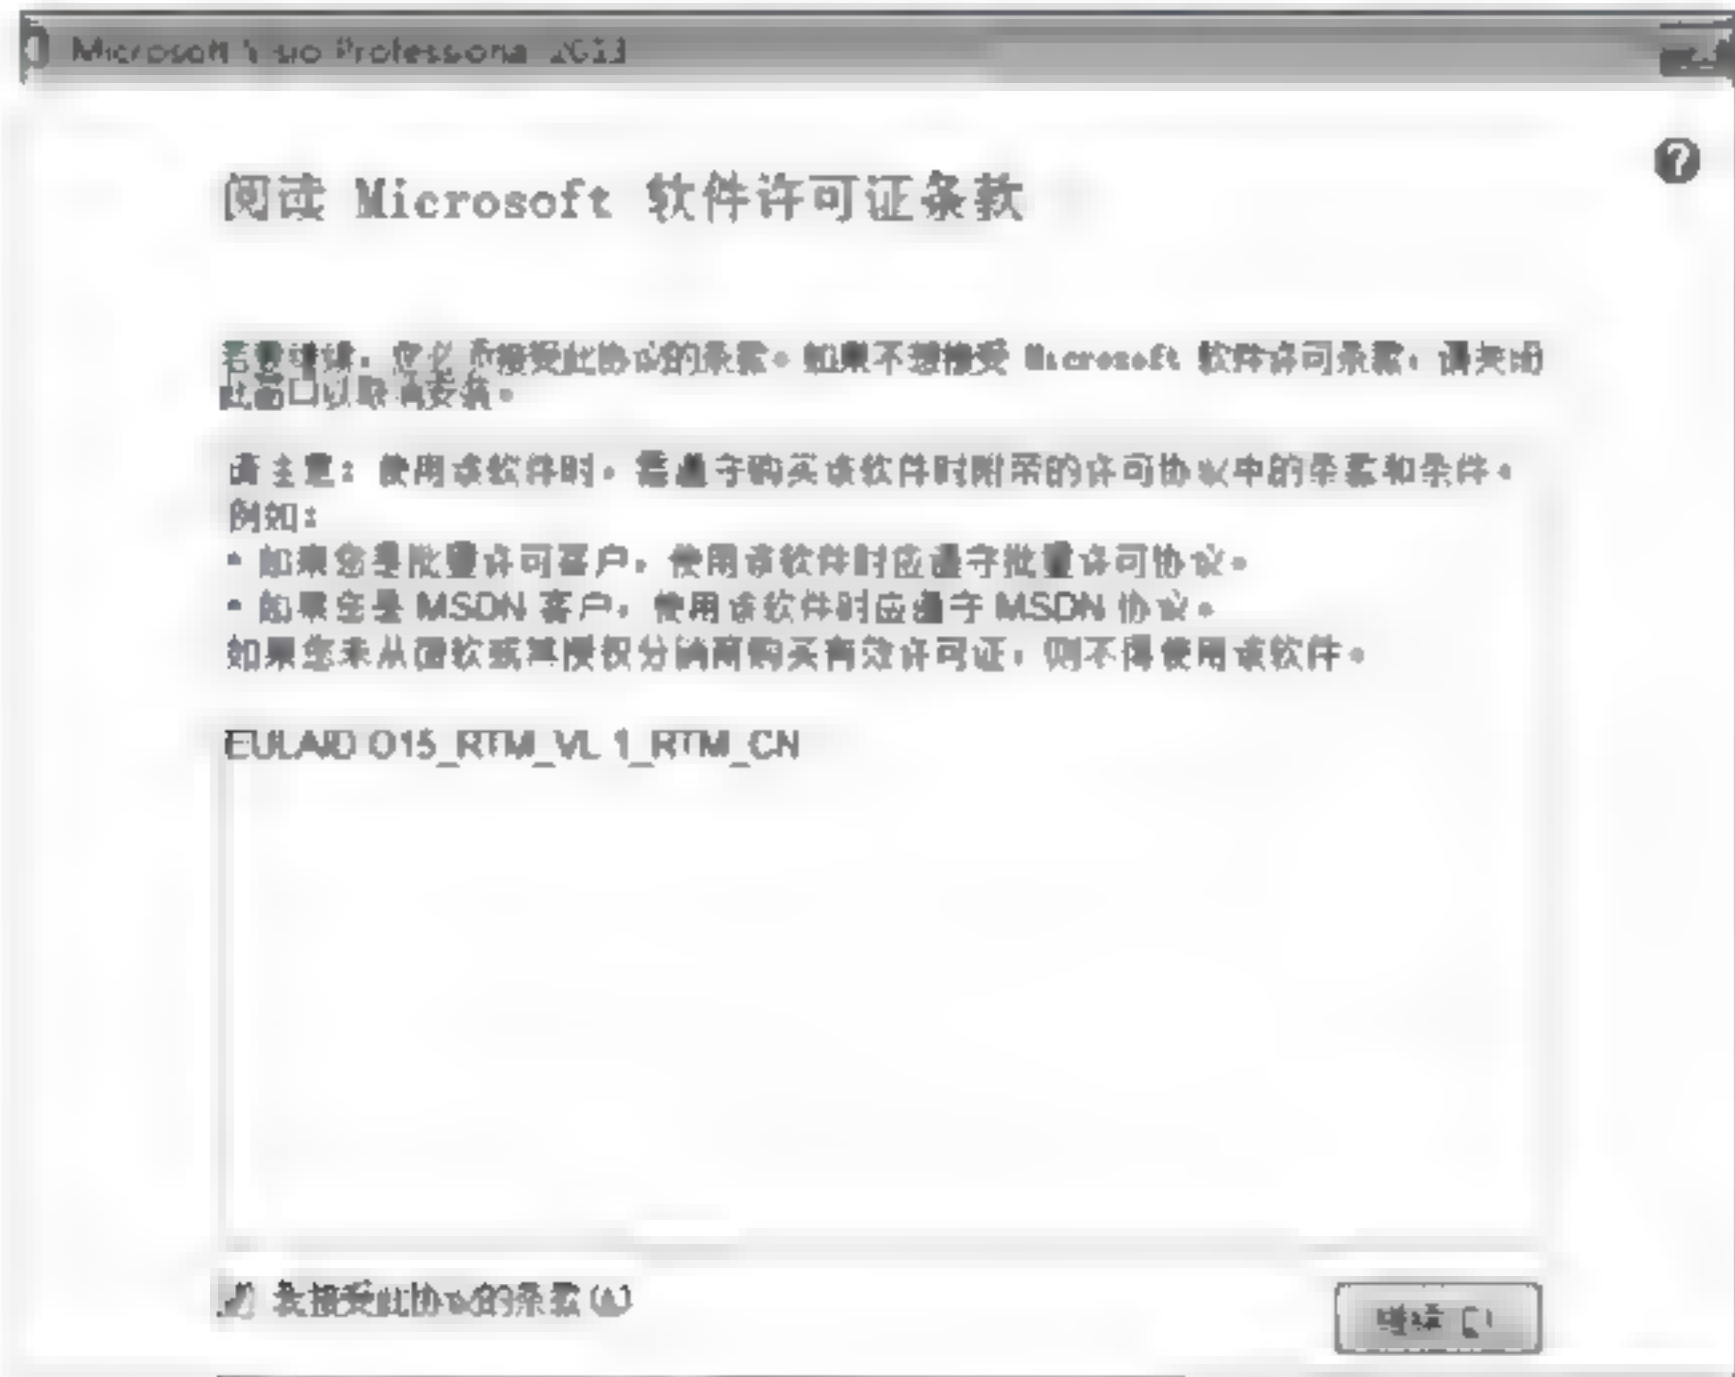 Microsoft Visio Professional 2013
阅读 Microsoft 软件许可证条款
若要继续，您必须接受此协议的条款。如果不想接受 Microsoft 软件许可条款，请关闭
此窗口以取消安装。
请注意：使用该软件时，需遵守购买该软件时附带的许可协议中的条款和条件。
例如：
• 如果您是批量许可客户，使用该软件时应遵守批量许可协议。
• 如果您是 MSDN 客户，使用该软件时应遵守 MSDN 协议。
如果您未从微软或其授权分销商购买有效许可证，则不得使用该软件。
EULAID:O15_RTM_VL.1_RTM_CN
我接受此协议的条款(A)
继续(C)